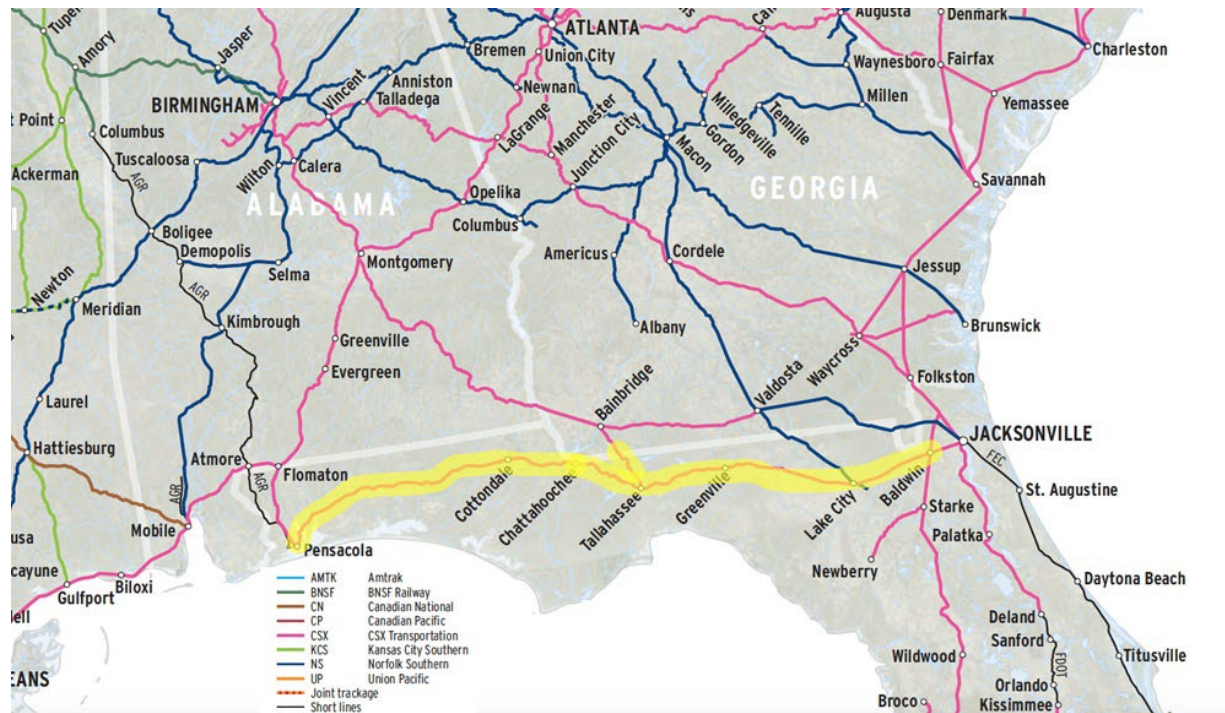 Tupel
Amory
Jasper
Bremen
ATLANTA
Union City
Augusta
Denmark
Charleston
Waynesboro
Fairfax
Anniston
Talladega
Vincent
BIRMINGHAM
Newnan
Milledgeville
Tennille
Millen
Yemassee
t Point
Columbus
LaGrange
Manchester
Junction City
Gordon
Macon
Tuscaloosa
Wilton
Calera
Ackerman
AGR
ALABAMA
Opelika
GEORGIA
Savannah
Columbus
Boligee
Demopolis
Selma
Montgomery
Americus
Cordele
Jessup
Newton
Meridian
AGR
Kimbrough
Greenville
Albany
Brunswick
Evergreen
Waycross
Folkston
Laurel
Bainbridge
Valdosta
Hattiesburg
Atmore
Flomaton
JACKSONVILLE
AGR
AGR
Cottondale
Chattahoochee
Tallahassee
Greenville
Lake City
Baldwin
FEC
St. Augustine
Starke
Mobile
Palatka
usa
Pensacola
Newberry
cayune
Biloxi
Gulfport
Daytona Beach
ell
AMTK Amtrak
BNSF BNSF Railway
CN Canadian National
CP Canadian Pacific
CSX CSX Transportation
KCS Kansas City Southern
NS Norfolk Southern
UP Union Pacific
Joint trackage
Short lines
Deland
Sanford
Wildwood
FDOT
Titusville
EANS
Orlando
Broco
Kissimmee